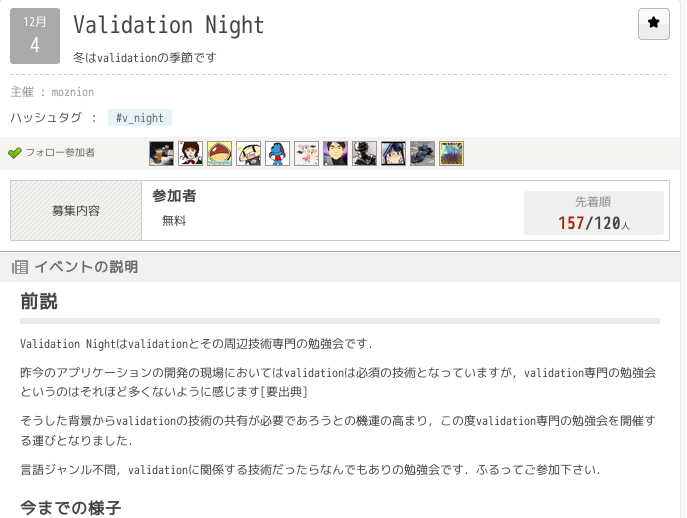 12月
4
Validation Night
冬はvalidationの季節です
主催 : moznion
ハッシュタグ : #v_night
フォロー参加者
募集内容
参加者
無料
先着順
157/120人
イベントの説明
前説
Validation Nightはvalidationとその周辺技術専門の勉強会です.
昨今のアプリケーションの開発の現場においてはvalidationは必須の技術となっていますが, validation専門の勉強会
というのはそれほど多くないように感じます[要出典]
そうした背景からvalidationの技術の共有が必要であろうとの機運の高まり, この度validation専門の勉強会を開催す
る運びとなりました.
言語ジャンル不問, validationに関係する技術だったらなんでもありの勉強会です. ふるってご参加下さい.
今までの様子